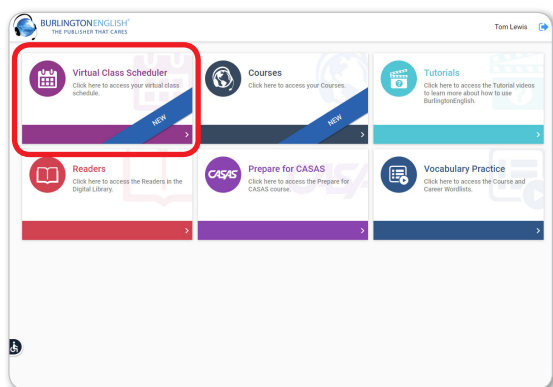 BURLINGTONENGLISH®
THE PUBLISHER THAT CARES
Tom Lewis
Virtual Class Scheduler
Click here to access your virtual class
schedule.
NEW
Courses
Click here to access your Courses.
NEW
Tutorials
Click here to access the Tutorial videos
to learn more about how to use
BurlingtonEnglish.
Readers
Click here to access the Readers in the
Digital Library.
CASAS
Prepare for CASAS
Click here to access the Prepare for
CASAS course.
Vocabulary Practice
Click here to access the Course and
Career Wordlists.